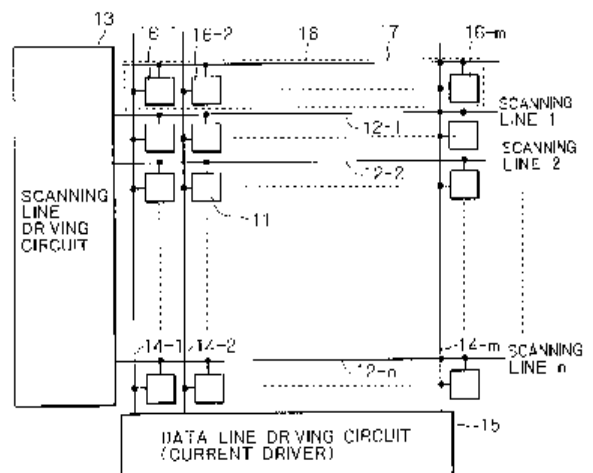 13
16-1
16-2
18
17
16-m
SCANNING
LINE 1
12-1
SCANNING
LINE 2
12-2
SCANNING
LINE
DRIVING
CIRCUIT
11
14-1
14-2
14-m
SCANNING
LINE n
12-n
15
DATA LINE DRIVING CIRCUIT
(CURRENT DRIVER)